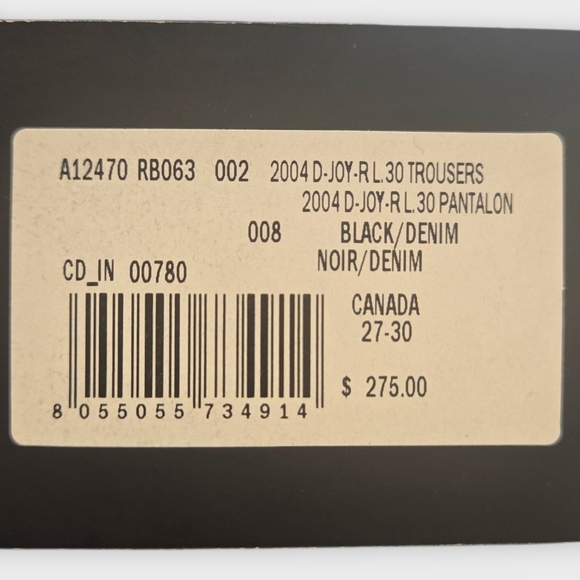 A12470 RB063 002 2004 D-JOY-R L.30 TROUSERS
2004 D-JOY-R L.30 PANTALON
008 BLACK/DENIM
NOIR/DENIM
CD_IN 00780
CANADA
27-30
$ 275.00
8 055055 734914